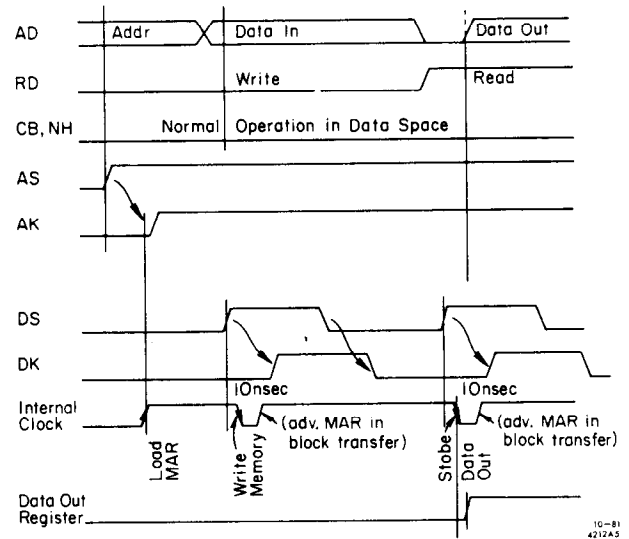 AD Addr Data In Data Out
RD Write Read
CB, NH Normal Operation in Data Space
AS
AK
DS
DK
10nsec 10nsec
Internal Clock
(adv. MAR in block transfer)
(adv. MAR in block transfer)
Load MAR
Write Memory
Stobe Data Out
Data Out Register
10-81
4212A5